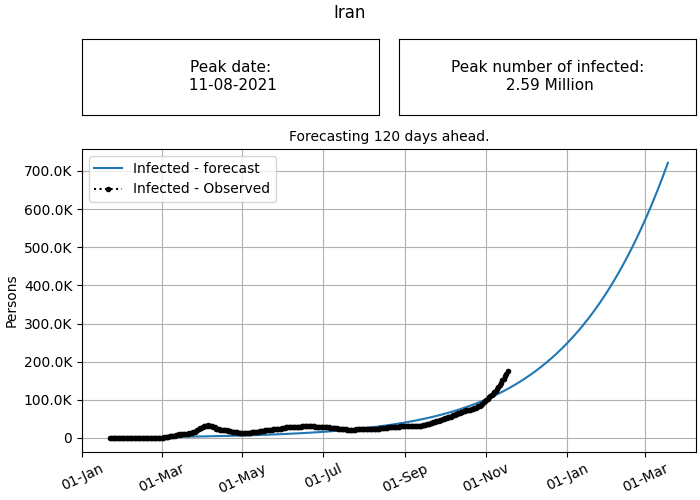 Iran
Peak date:
11-08-2021
Peak number of infected:
2.59 Million
Forecasting 120 days ahead.
Infected - forecast
Infected - Observed
Persons
700.0K
600.0K
500.0K
400.0K
300.0K
200.0K
100.0K
0
01-Jan
01-Mar
01-May
01-Jul
01-Sep
01-Nov
01-Jan
01-Mar